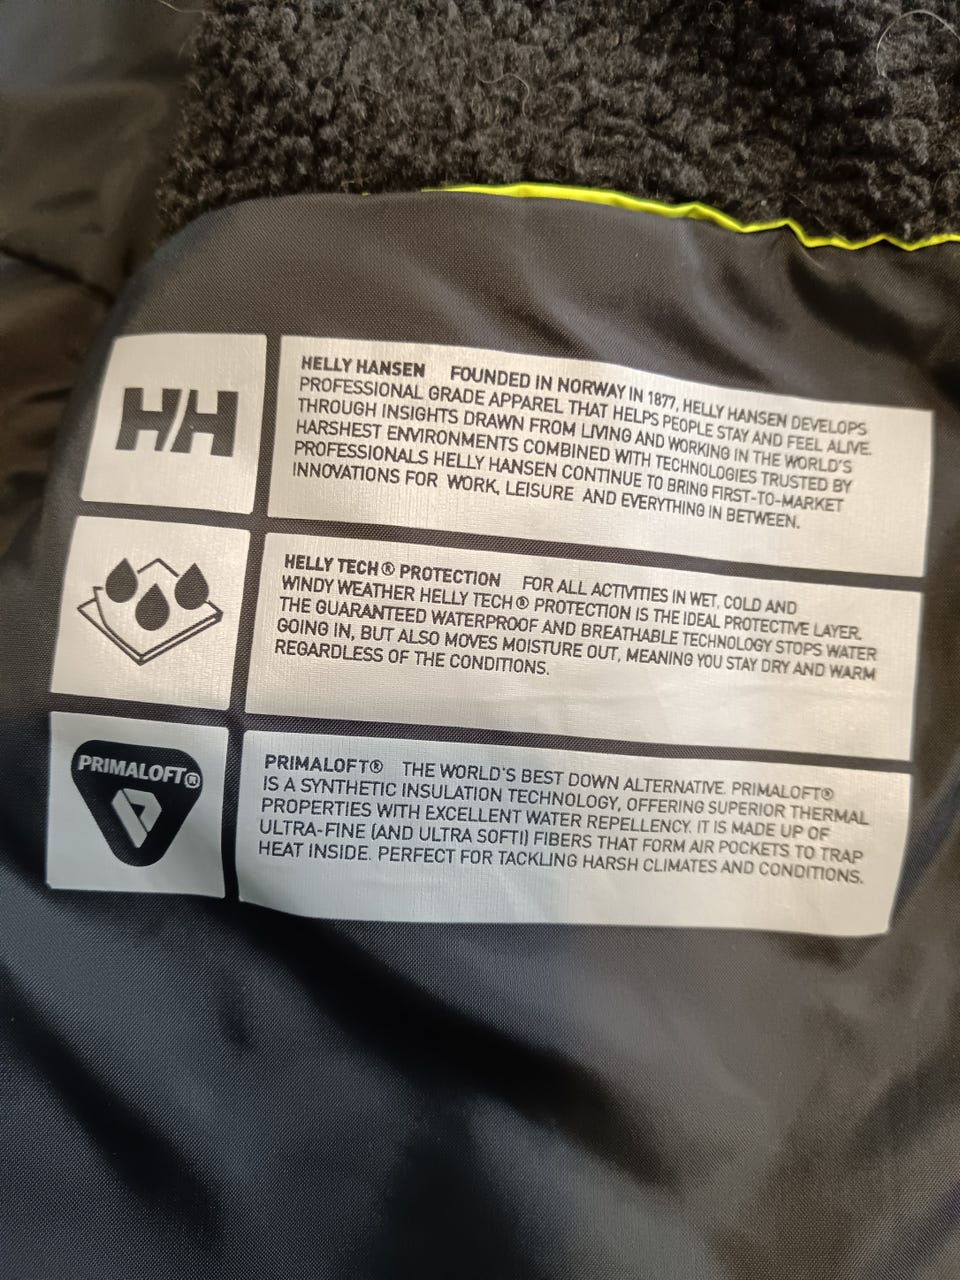 HH
HELLY HANSEN FOUNDED IN NORWAY IN 1877, HELLY HANSEN DEVELOPS
PROFESSIONAL GRADE APPAREL THAT HELPS PEOPLE STAY AND FEEL ALIVE.
THROUGH INSIGHTS DRAWN FROM LIVING AND WORKING IN THE WORLD'S
HARSHEST ENVIRONMENTS COMBINED WITH TECHNOLOGIES TRUSTED BY
PROFESSIONALS HELLY HANSEN CONTINUE TO BRING FIRST-TO-MARKET
INNOVATIONS FOR WORK, LEISURE AND EVERYTHING IN BETWEEN.
HELLY TECH® PROTECTION FOR ALL ACTIVITIES IN WET, COLD AND
WINDY WEATHER HELLY TECH® PROTECTION IS THE IDEAL PROTECTIVE LAYER.
THE GUARANTEED WATERPROOF AND BREATHABLE TECHNOLOGY STOPS WATER
GOING IN, BUT ALSO MOVES MOISTURE OUT, MEANING YOU STAY DRY AND WARM
REGARDLESS OF THE CONDITIONS.
PRIMALOFT®
PRIMALOFT® THE WORLD'S BEST DOWN ALTERNATIVE. PRIMALOFT®
IS A SYNTHETIC INSULATION TECHNOLOGY, OFFERING SUPERIOR THERMAL
PROPERTIES WITH EXCELLENT WATER REPELLENCY. IT IS MADE UP OF
ULTRA-FINE (AND ULTRA SOFT!) FIBERS THAT FORM AIR POCKETS TO TRAP
HEAT INSIDE. PERFECT FOR TACKLING HARSH CLIMATES AND CONDITIONS.